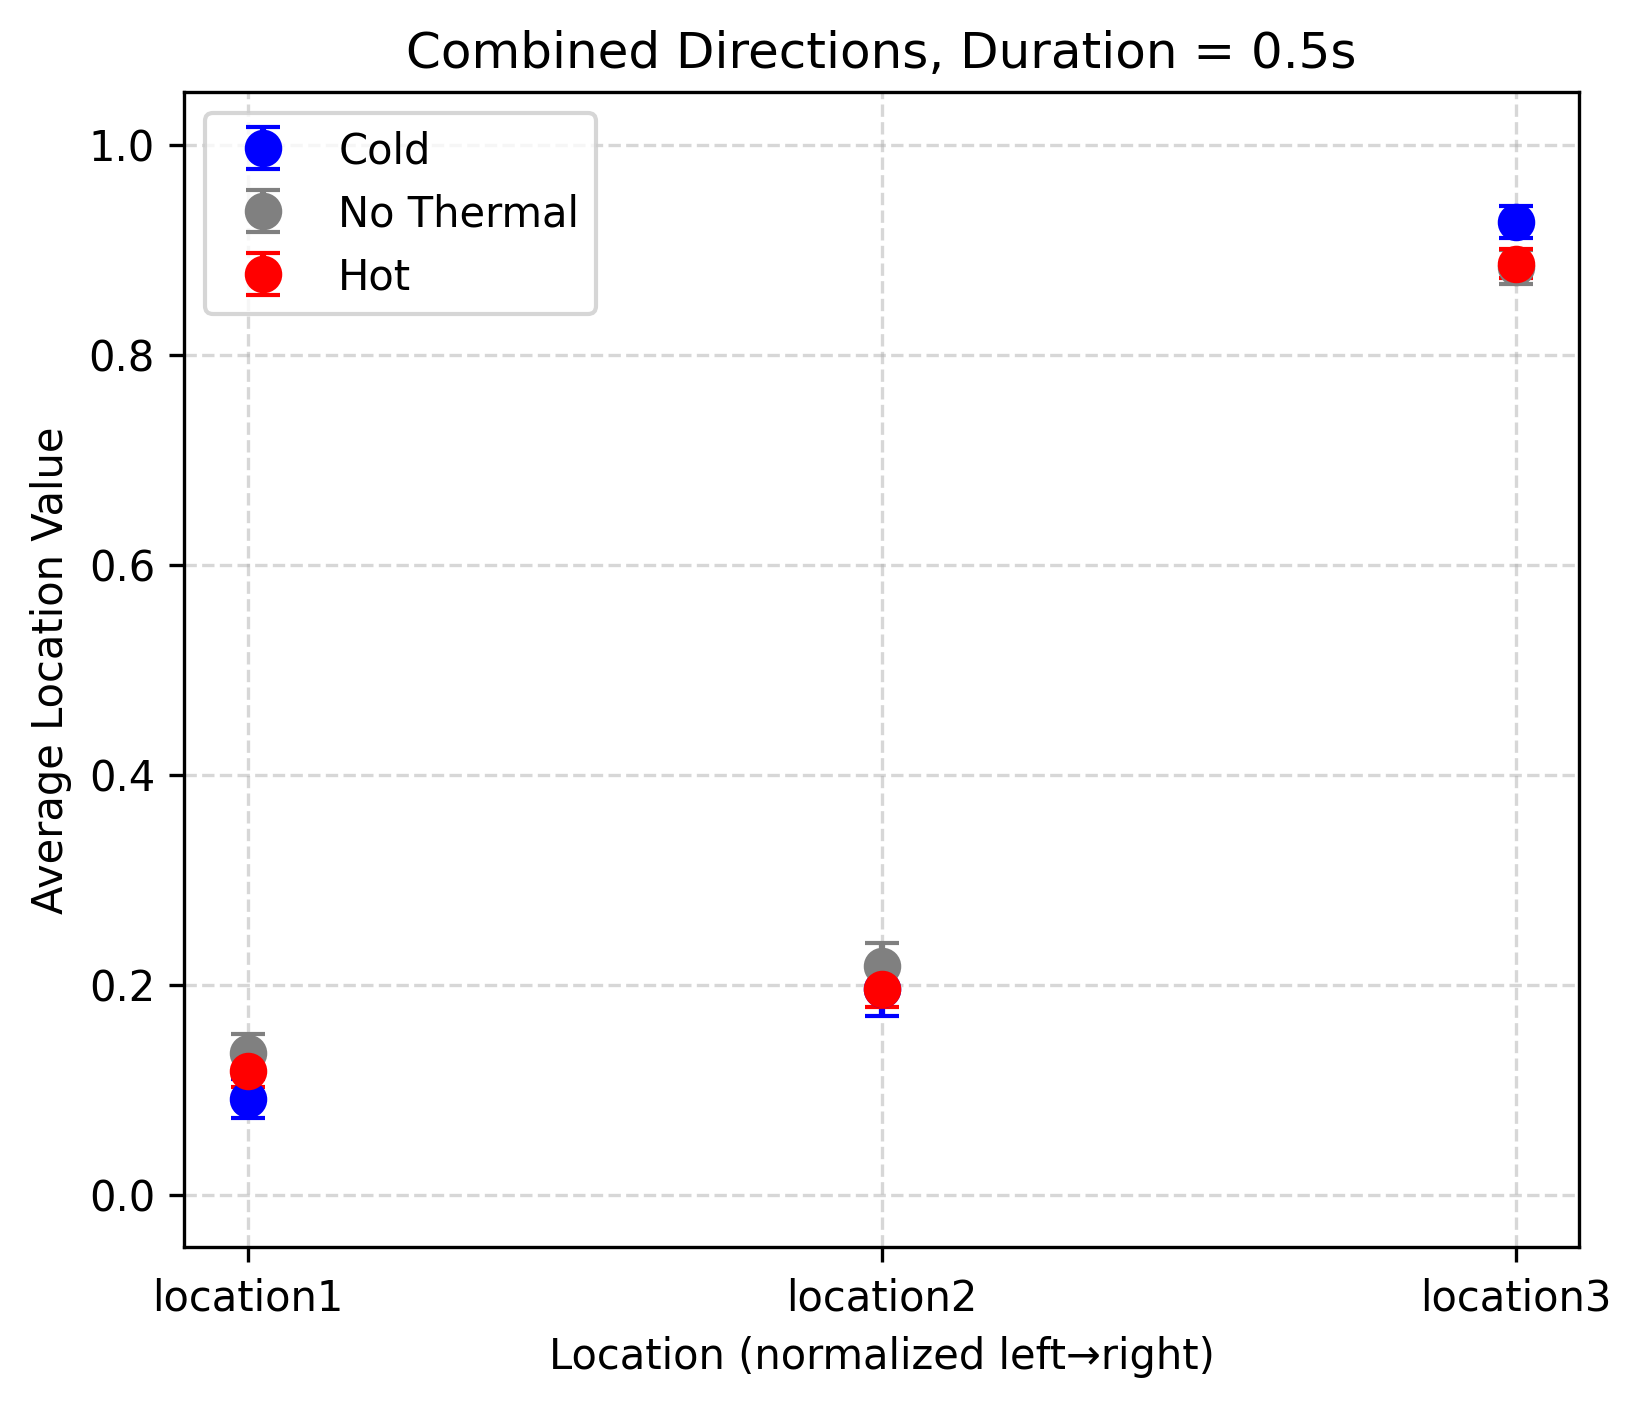 Combined Directions, Duration = 0.5s
Cold
No Thermal
Hot
1.0
0.8
0.6
0.4
0.2
0.0
Average Location Value
location1 location2 location3
Location (normalized left→right)